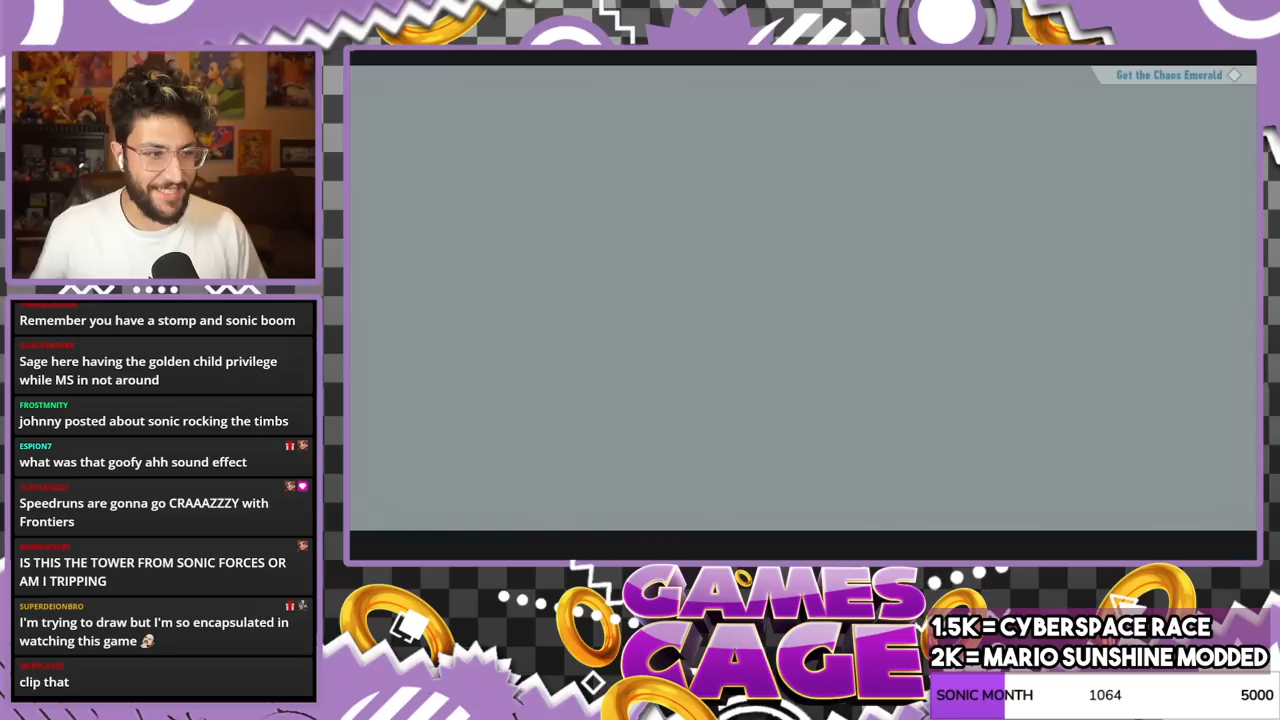 Get the Chaos Emerald
Remember you have a stomp and sonic boom
Sage here having the golden child privilege
while MS in not around
FROSTMNITY
johnny posted about sonic rocking the timbs
ESPION7
what was that goofy ahh sound effect
Speedruns are gonna go CRAAAZZZY with
Frontiers
IS THIS THE TOWER FROM SONIC FORCES OR
AM I TRIPPING
SUPERDEIONBRO
I'm trying to draw but I'm so encapsulated in
watching this game
clip that
GAMES
CAGE
1.5K = CYBERSPACE RACE
2K = MARIO SUNSHINE MODDED
SONIC MONTH 1064 5000